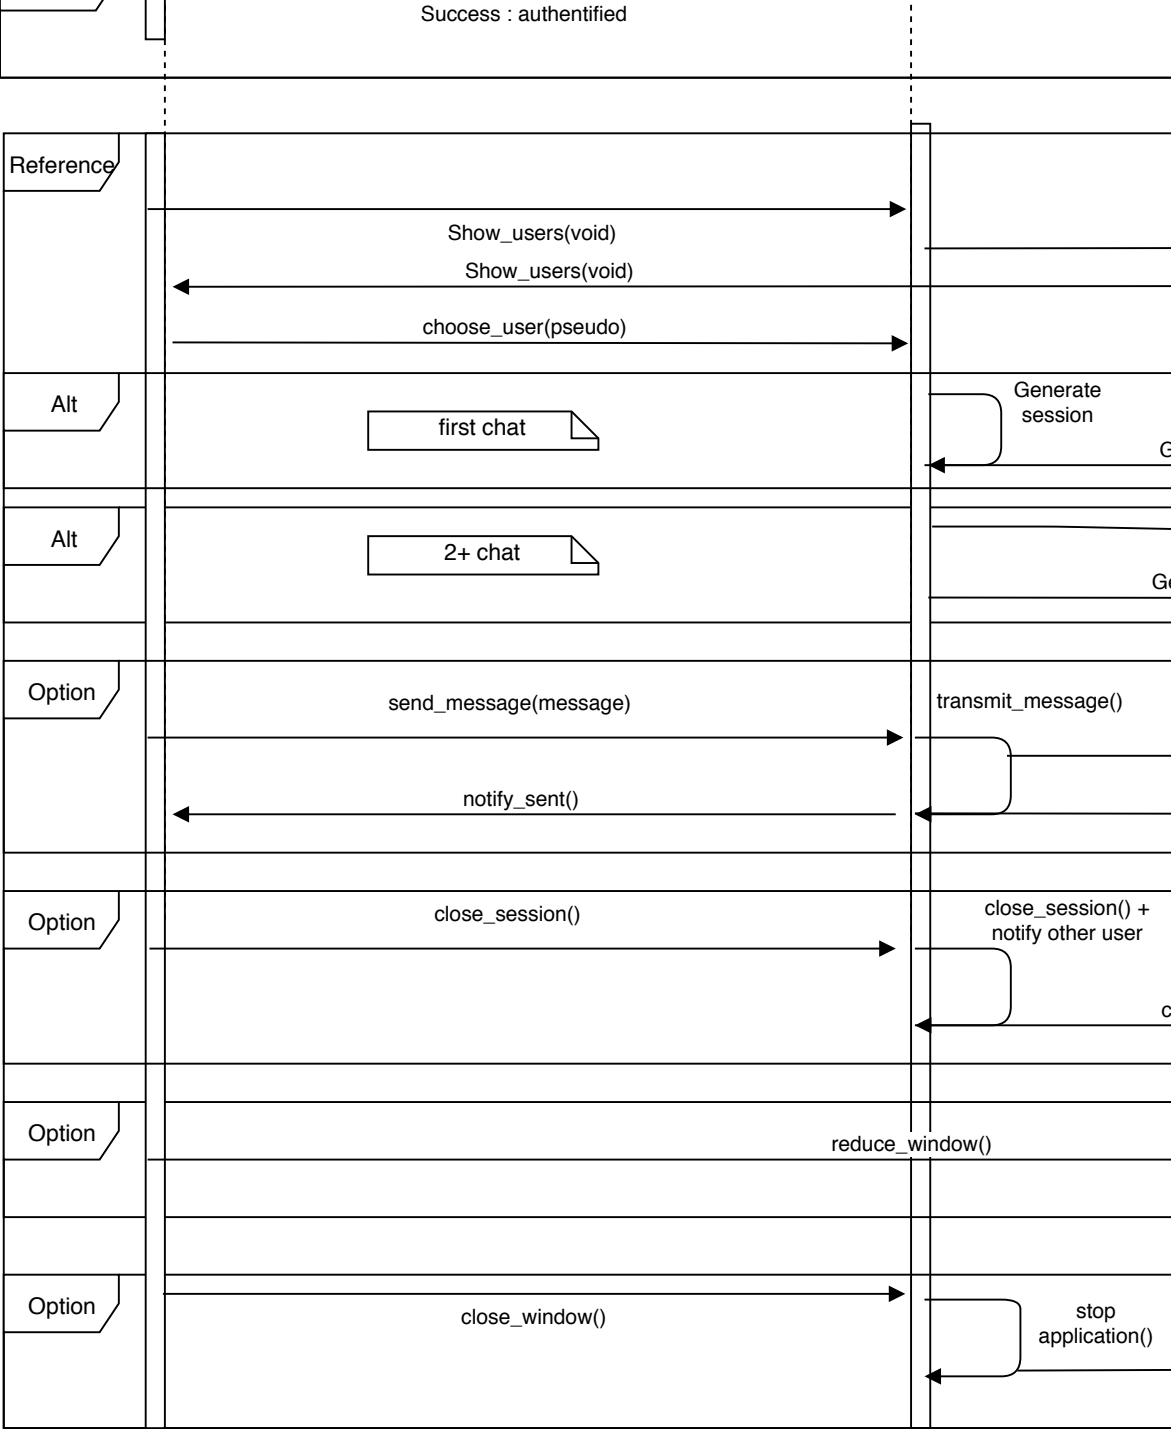 Success : authentified
Reference
Show_users(void)
Show_users(void)
choose_user(pseudo)
Alt
first chat
Generate
session
G
Alt
2+ chat
Ge
Option
send_message(message)
transmit_message()
notify_sent()
Option
close_session()
close_session() +
notify other user
c
Option
reduce_window()
Option
close_window()
stop
application()